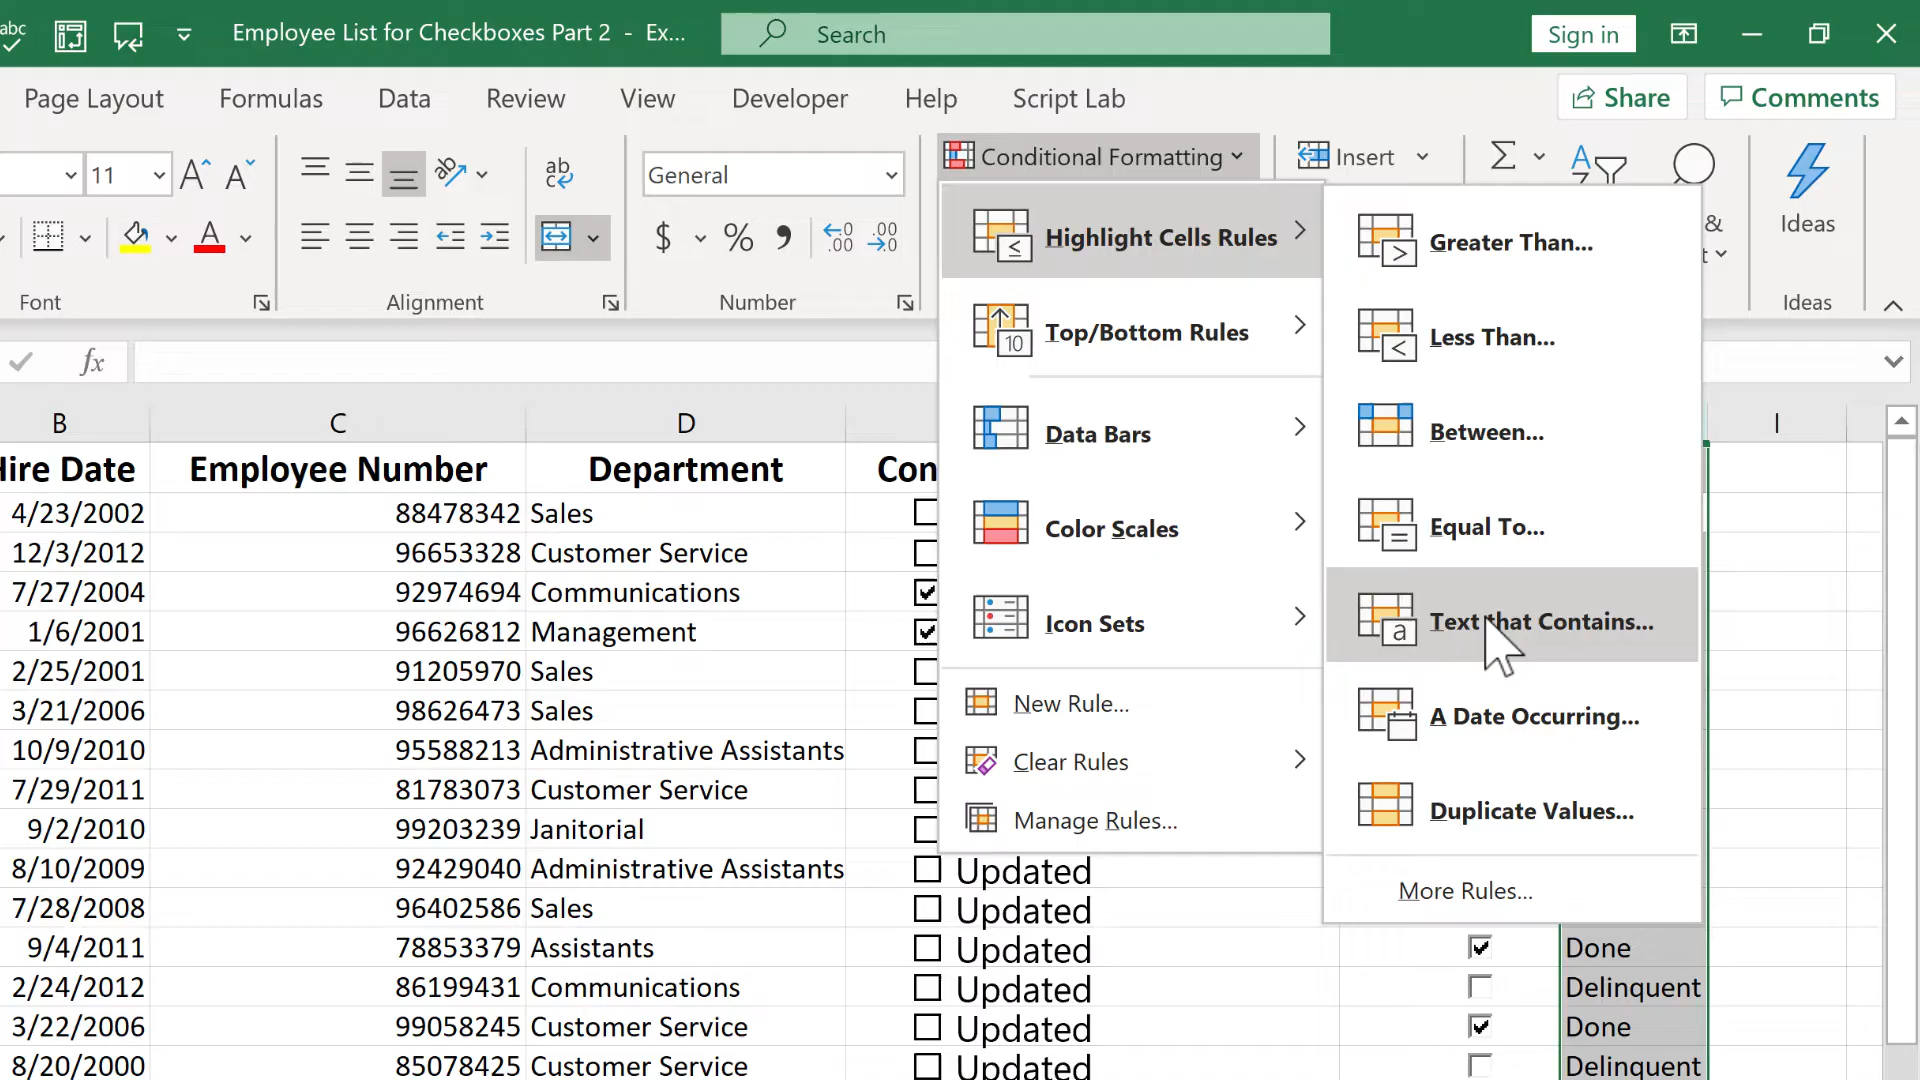 abc
Employee List for Checkboxes Part 2 - Ex...
Search
Sign in
Page Layout
Formulas
Data
Review
View
Developer
Help
Script Lab
Share
Comments
11
General
Conditional Formatting
Insert
Ideas
Font
Alignment
Number
Ideas
fx
Highlight Cells Rules
Top/Bottom Rules
Data Bars
Color Scales
Icon Sets
New Rule...
Clear Rules
Manage Rules...
Greater Than...
Less Than...
Between...
Equal To...
Text that Contains...
A Date Occurring...
Duplicate Values...
More Rules...
B C D I
Hire Date Employee Number Department Con
4/23/2002 88478342 Sales
12/3/2012 96653328 Customer Service
7/27/2004 92974694 Communications
1/6/2001 96626812 Management
2/25/2001 91205970 Sales
3/21/2006 98626473 Sales
10/9/2010 95588213 Administrative Assistants
7/29/2011 81783073 Customer Service
9/2/2010 99203239 Janitorial
8/10/2009 92429040 Administrative Assistants Updated
7/28/2008 96402586 Sales Updated
9/4/2011 78853379 Assistants Updated Done
2/24/2012 86199431 Communications Updated Delinquent
3/22/2006 99058245 Customer Service Updated Done
8/20/2000 85078425 Customer Service Updated Delinquent